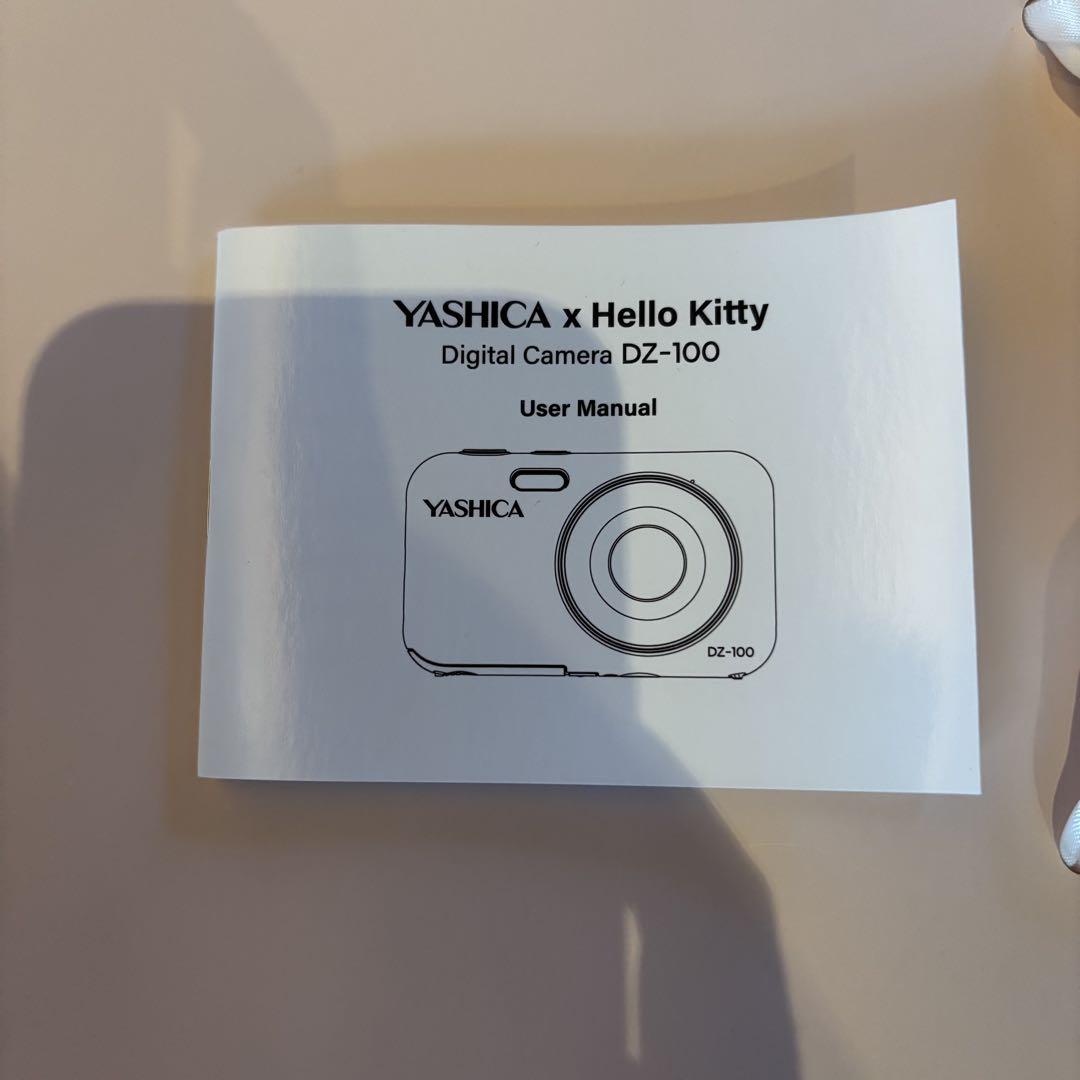 YASHICA x Hello Kitty
Digital Camera DZ-100
User Manual
YASHICA
DZ-100